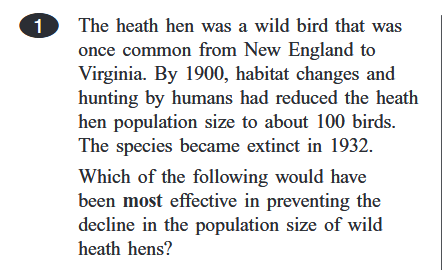 1 The heath hen was a wild bird that was
once common from New England to
Virginia. By 1900, habitat changes and
hunting by humans had reduced the heath
hen population size to about 100 birds.
The species became extinct in 1932.
Which of the following would have
been most effective in preventing the
decline in the population size of wild
heath hens?